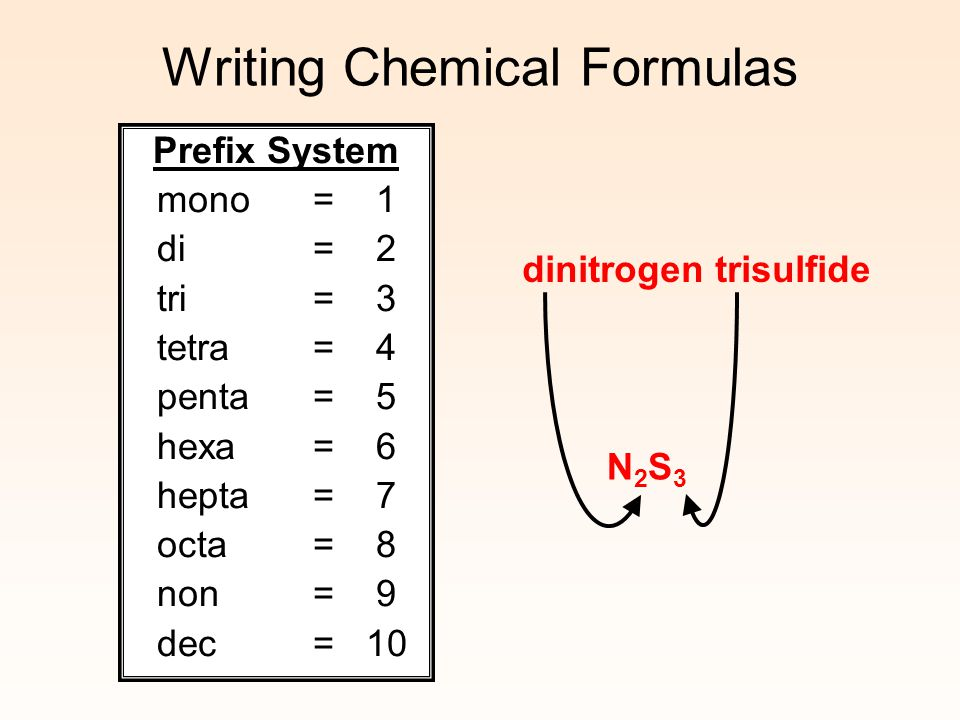 Writing Chemical Formulas
Prefix System
mono = 1
di = 2
tri = 3
tetra = 4
penta = 5
hexa = 6
hepta = 7
octa = 8
non = 9
dec = 10
dinitrogen trisulfide
N₂S₃